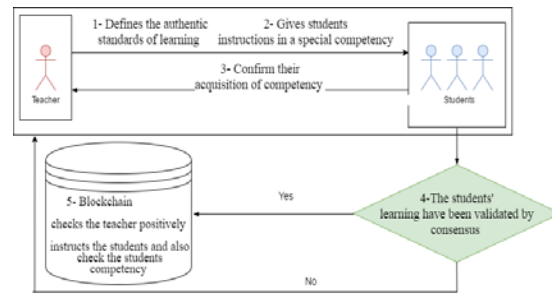 1- Defines the authentic
standards of learning
2- Gives students
instructions in a special competency
3- Confirm their
acquisition of competency
Teacher
Students
5- Blockchain
checks the teacher positively
instructs the students and also
check the students
competency
Yes
4-The students'
learning have been validated by
consensus
No